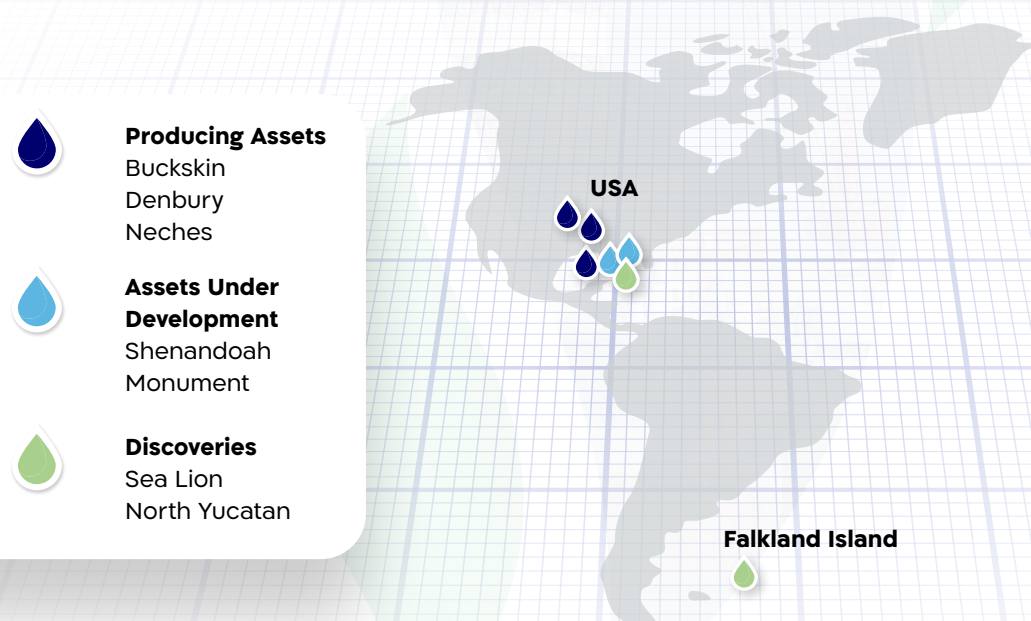 Producing Assets
Buckskin
Denbury
Neches
Assets Under
Development
Shenandoah
Monument
Discoveries
Sea Lion
North Yucatan
USA
Falkland Island